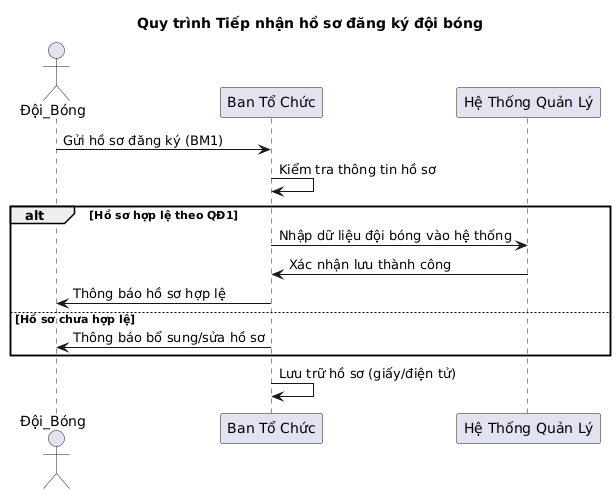 Quy trình Tiếp nhận hồ sơ đăng ký đội bóng
Đội_Bóng
Ban Tổ Chức
Hệ Thống Quản Lý
Gửi hồ sơ đăng ký (BM1)
Kiểm tra thông tin hồ sơ
alt [Hồ sơ hợp lệ theo QĐ1]
Nhập dữ liệu đội bóng vào hệ thống
Xác nhận lưu thành công
Thông báo hồ sơ hợp lệ
[Hồ sơ chưa hợp lệ]
Thông báo bổ sung/sửa hồ sơ
Lưu trữ hồ sơ (giấy/điện tử)
Đội_Bóng
Ban Tổ Chức
Hệ Thống Quản Lý